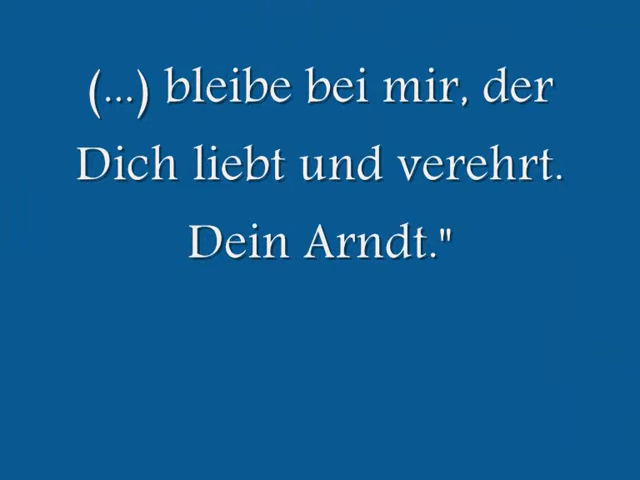 (...) bleibe bei mir, der
Dich liebt und verehrt.
Dein Arndt."